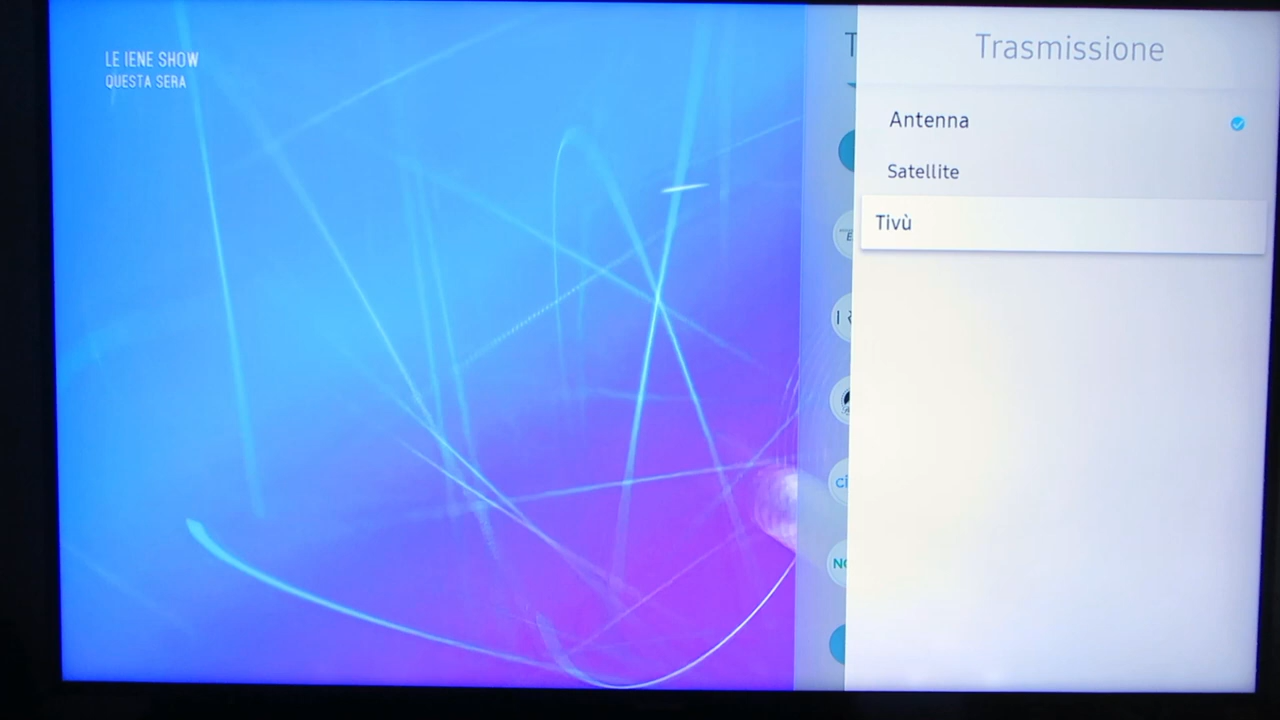 LE IENE SHOW
QUESTA SERA
Trasmissione
Antenna
Satellite
Tivù